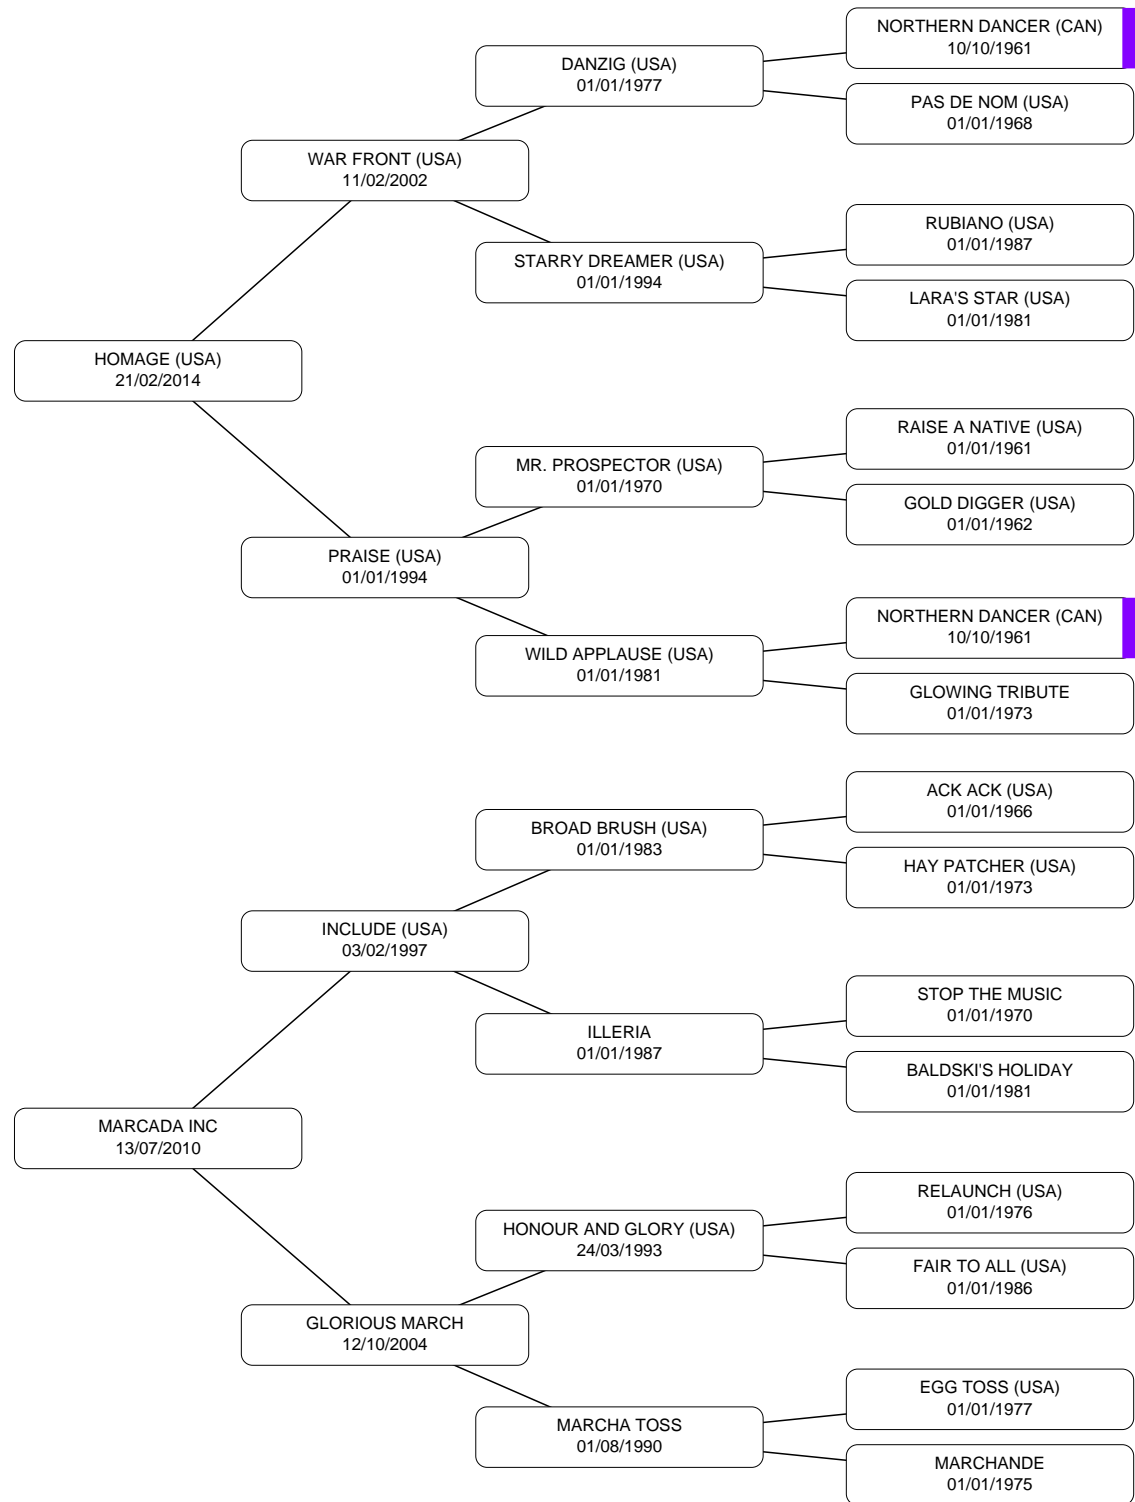 NORTHERN DANCER (CAN)
10/10/1961
DANZIG (USA)
01/01/1977
PAS DE NOM (USA)
01/01/1968
WAR FRONT (USA)
11/02/2002
RUBIANO (USA)
01/01/1987
STARRY DREAMER (USA)
01/01/1994
LARA'S STAR (USA)
01/01/1981
HOMAGE (USA)
21/02/2014
RAISE A NATIVE (USA)
01/01/1961
MR. PROSPECTOR (USA)
01/01/1970
GOLD DIGGER (USA)
01/01/1962
PRAISE (USA)
01/01/1994
NORTHERN DANCER (CAN)
10/10/1961
WILD APPLAUSE (USA)
01/01/1981
GLOWING TRIBUTE
01/01/1973
ACK ACK (USA)
01/01/1966
BROAD BRUSH (USA)
01/01/1983
HAY PATCHER (USA)
01/01/1973
INCLUDE (USA)
03/02/1997
STOP THE MUSIC
01/01/1970
ILLERIA
01/01/1987
BALDSKI'S HOLIDAY
01/01/1981
MARCADA INC
13/07/2010
RELAUNCH (USA)
01/01/1976
HONOUR AND GLORY (USA)
24/03/1993
FAIR TO ALL (USA)
01/01/1986
GLORIOUS MARCH
12/10/2004
EGG TOSS (USA)
01/01/1977
MARCHA TOSS
01/08/1990
MARCHANDE
01/01/1975